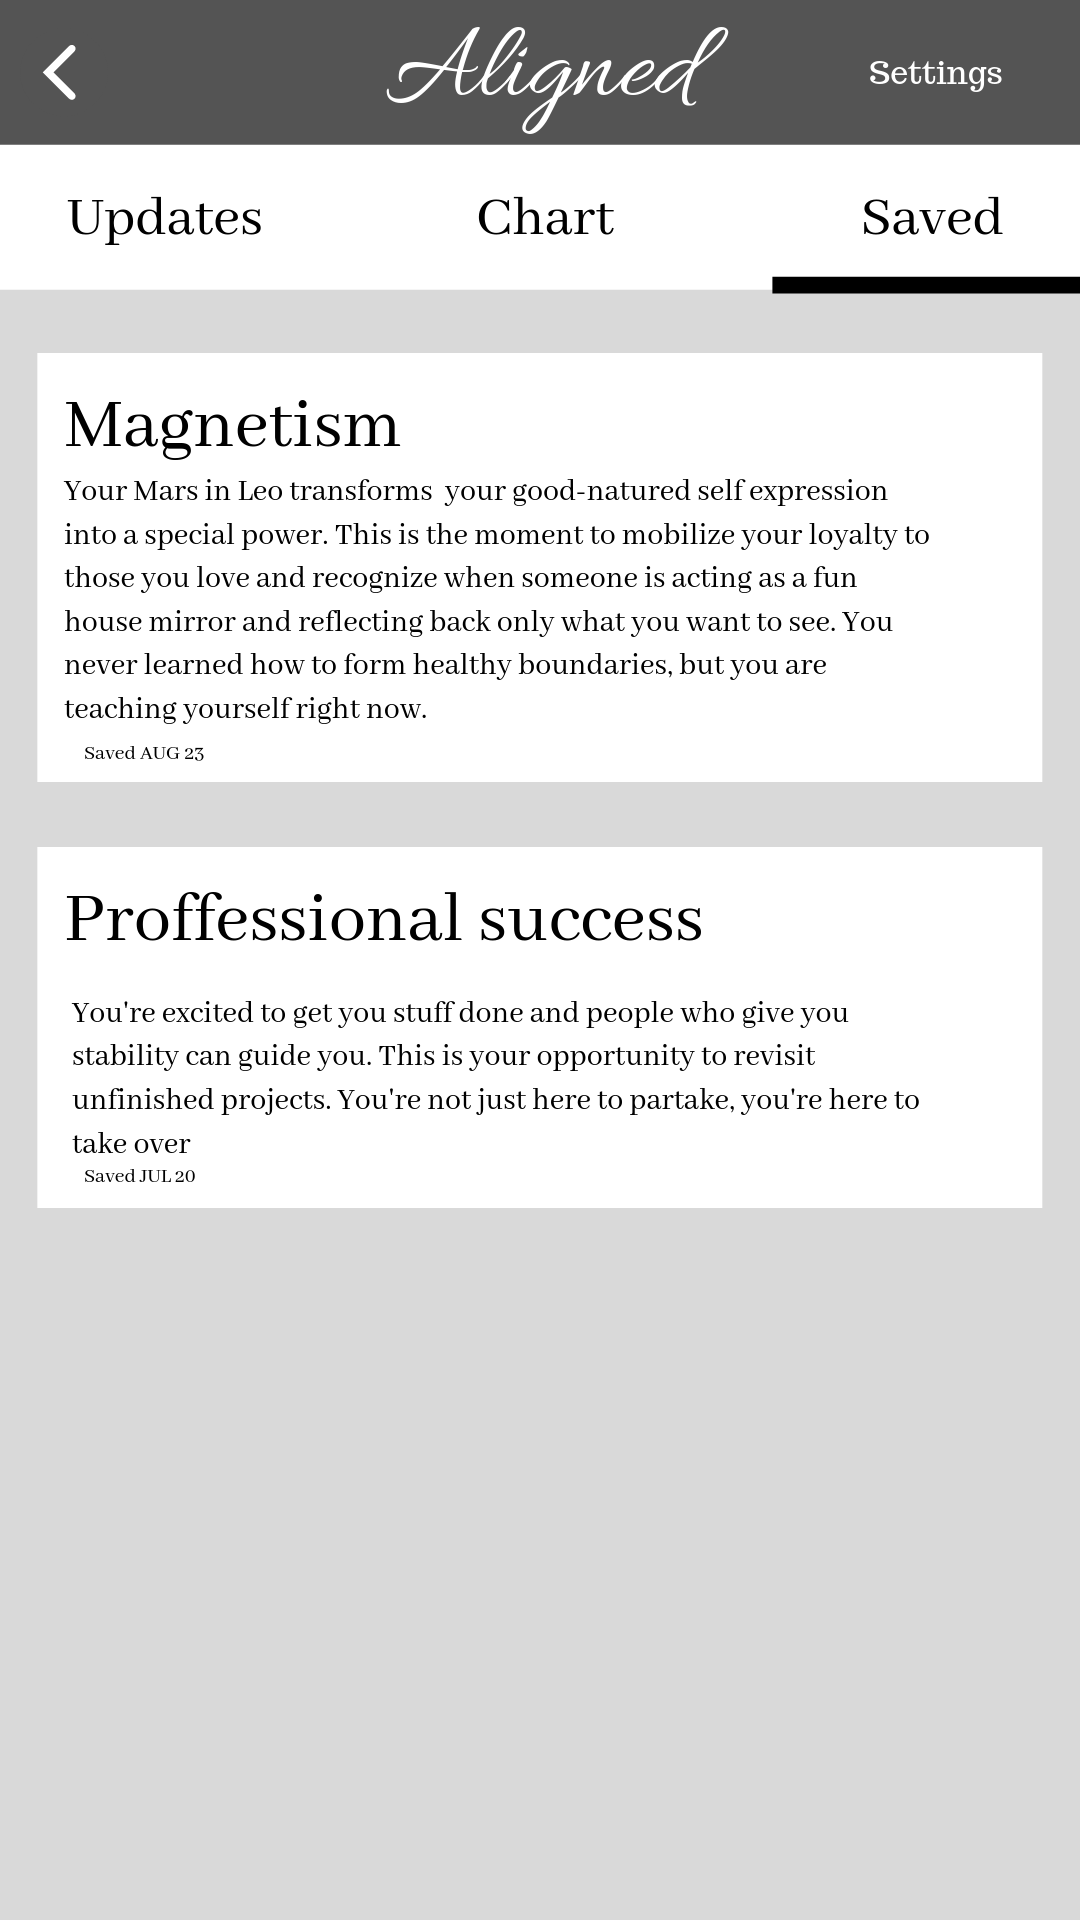 Aligned
Settings
Updates
Chart
Saved
Magnetism
Your Mars in Leo transforms  your good-natured self expression
into a special power. This is the moment to mobilize your loyalty to
those you love and recognize when someone is acting as a fun
house mirror and reflecting back only what you want to see. You
never learned how to form healthy boundaries, but you are
teaching yourself right now.
Saved AUG 23
Proffessional success
You're excited to get you stuff done and people who give you
stability can guide you. This is your opportunity to revisit
unfinished projects. You're not just here to partake, you're here to
take over
Saved JUL 20